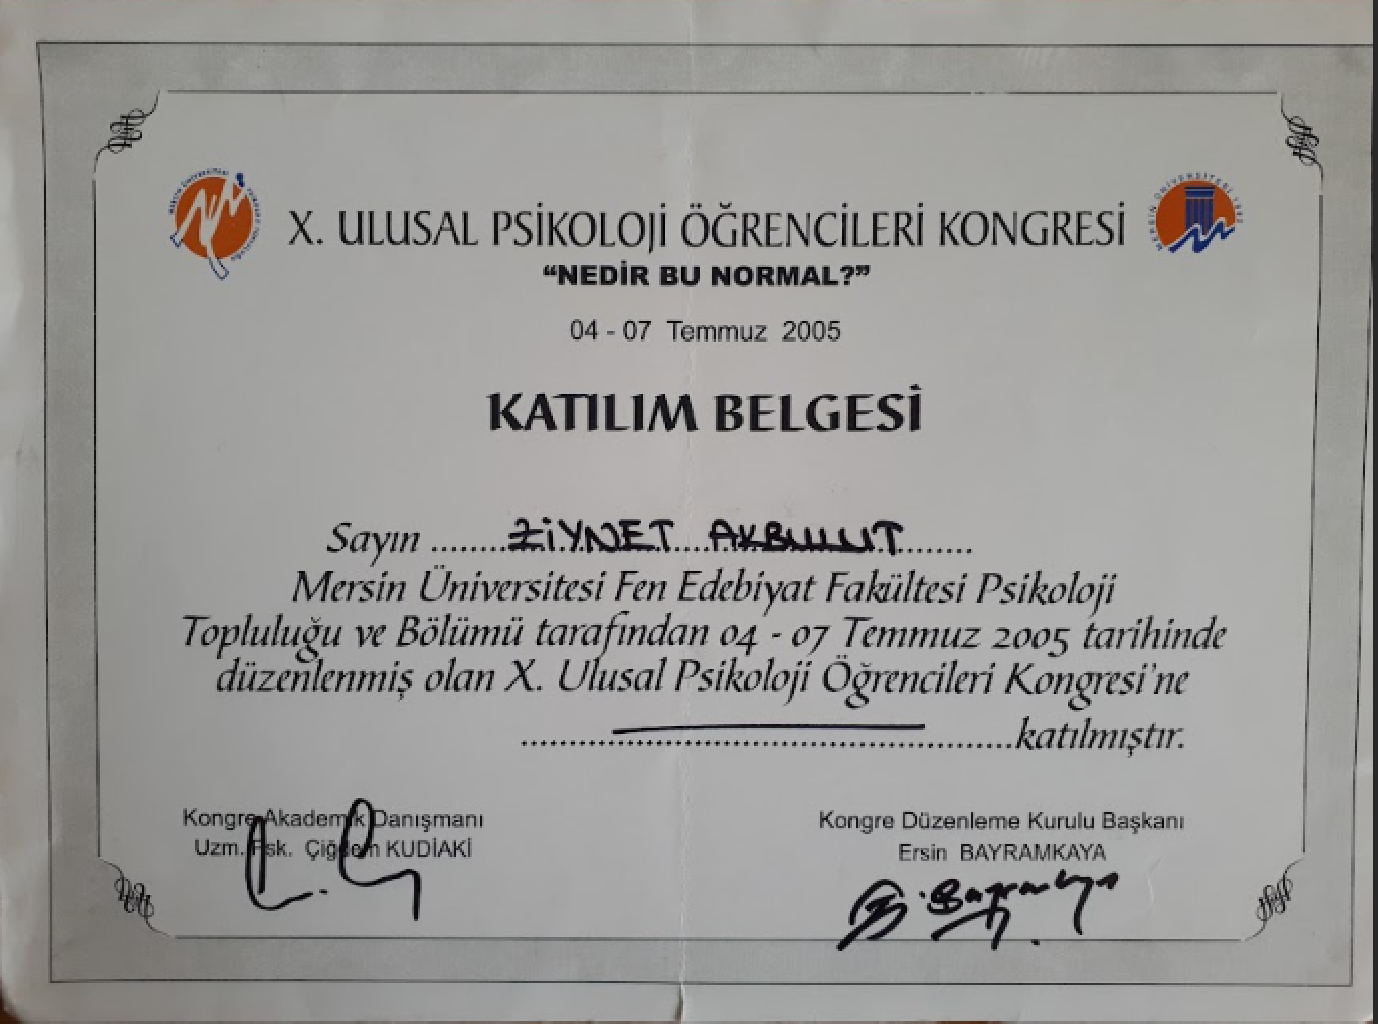 X. ULUSAL PSİKOLOJİ ÖĞRENCİLERİ KONGRESİ
“NEDİR BU NORMAL?”
04 - 07 Temmuz 2005
KATILIM BELGESİ
Sayın ........ZİYNET AKBULUT........
Mersin Üniversitesi Fen Edebiyat Fakültesi Psikoloji
Topluluğu ve Bölümü tarafından 04 - 07 Temmuz 2005 tarihinde
düzenlenmiş olan X. Ulusal Psikoloji Öğrencileri Kongresi'ne
..................................................katılmıştır.
Kongre Akademik Danışmanı
Uzm. Psk. Çiğdem KUDİAKİ
Kongre Düzenleme Kurulu Başkanı
Ersin BAYRAMKAYA